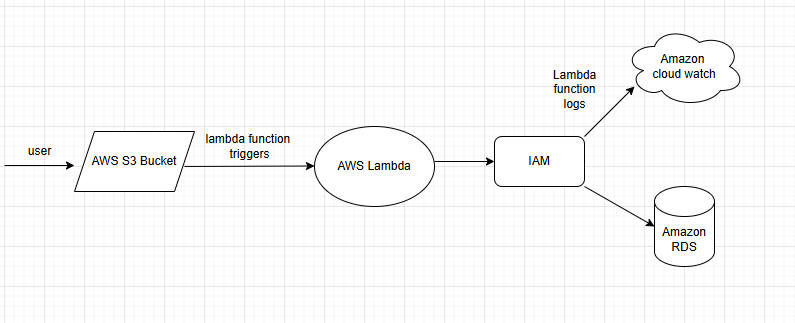 user
AWS S3 Bucket
lambda function
triggers
AWS Lambda
IAM
Lambda
function
logs
Amazon
cloud watch
Amazon
RDS